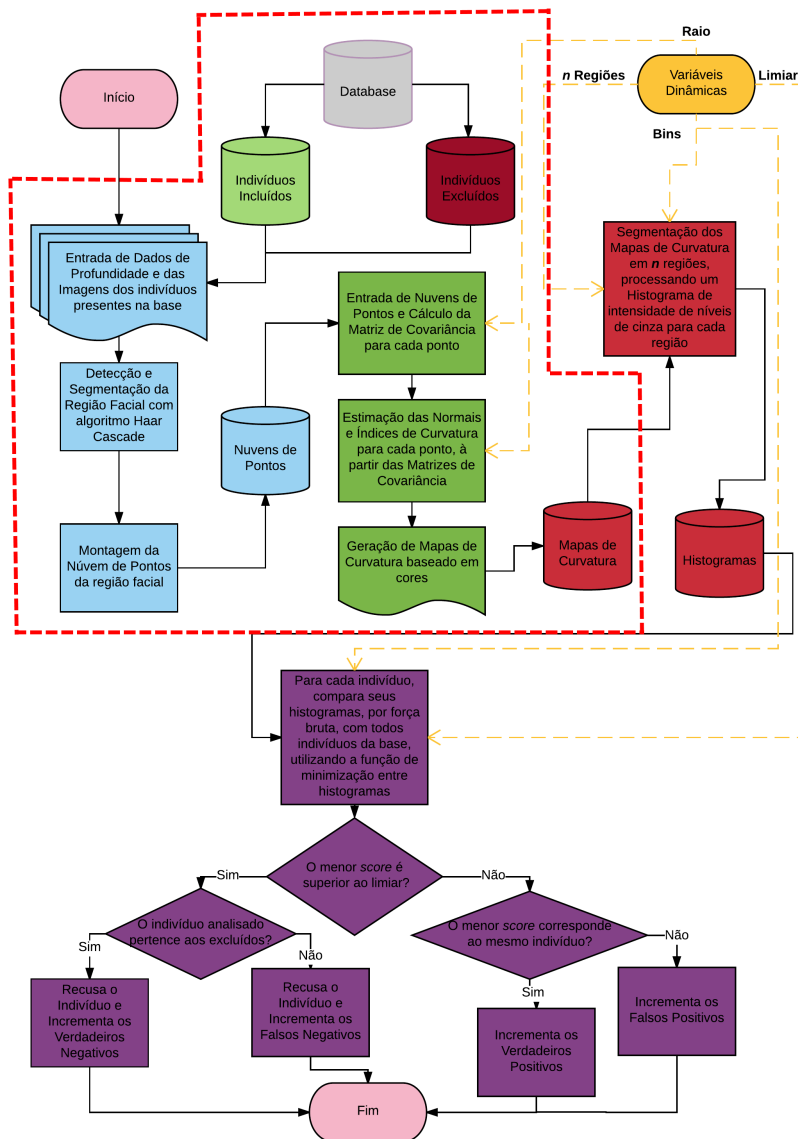 Raio
n Regiões
Variáveis
Dinâmicas
Limiar
Bins
Início
Database
Indivíduos
Incluídos
Indivíduos
Excluídos
Entrada de Dados de
Profundidade e das
Imagens dos indivíduos
presentes na base
Detecção e
Segmentação da
Região Facial com
algoritmo Haar
Cascade
Montagem da
Núvem de Pontos
da região facial
Nuvens de
Pontos
Entrada de Nuvens de
Pontos e Cálculo da
Matriz de Covariância
para cada ponto
Estimação das Normais
e Índices de Curvatura
para cada ponto, à
partir das Matrizes de
Covariância
Geração de Mapas de
Curvatura baseado em
cores
Mapas de
Curvatura
Segmentação dos
Mapas de Curvatura
em n regiões,
processando um
Histograma de
intensidade de níveis
de cinza para cada
região
Histogramas
Para cada indivíduo,
compara seus
histogramas, por força
bruta, com todos
indivíduos da base,
utilizando a função de
minimização entre
histogramas
O menor score é
superior ao limiar?
Sim
Não
O indivíduo analisado
pertence aos excluídos?
O menor score corresponde
ao mesmo indivíduo?
Sim
Não
Sim
Não
Recusa o
Indivíduo e
Incrementa os
Verdadeiros
Negativos
Recusa o
Indivíduo e
Incrementa os
Falsos Negativos
Incrementa os
Verdadeiros
Positivos
Incrementa os
Falsos Positivos
Fim